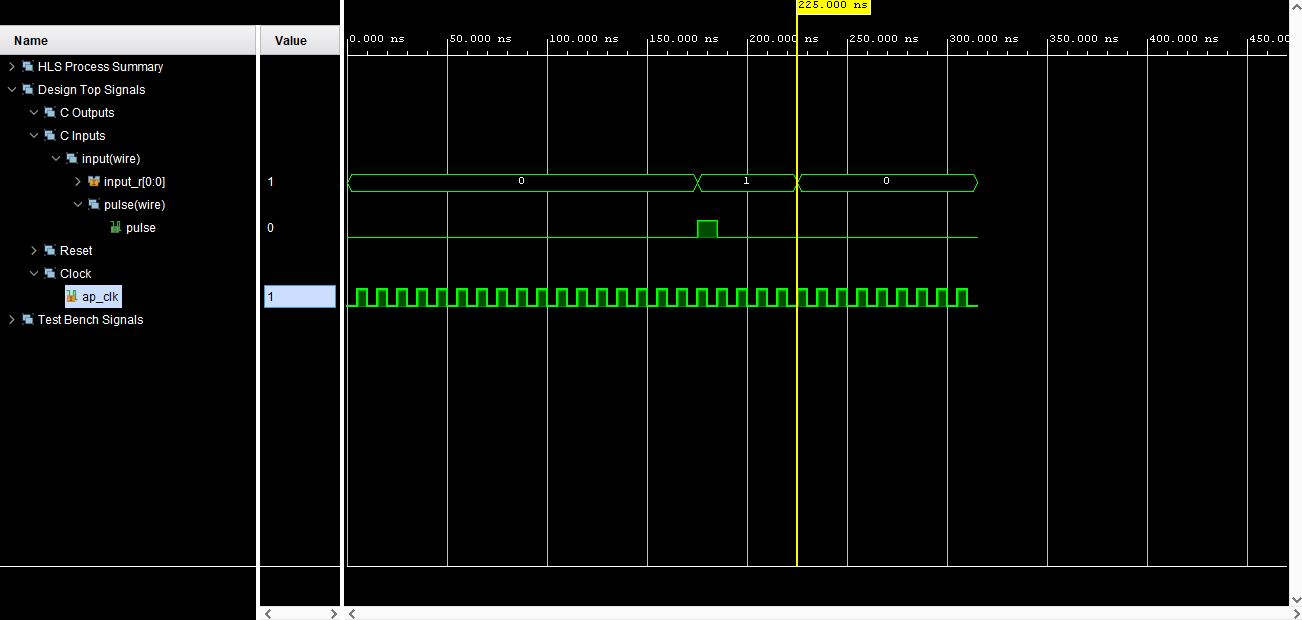 225.000 ns
Name Value
0.000 ns 50.000 ns 100.000 ns 150.000 ns 200.000 ns 250.000 ns 300.000 ns 350.000 ns 400.000 ns 450.00
HLS Process Summary
Design Top Signals
C Outputs
C Inputs
input(wire)
input_r[0:0] 1 0 1 0
pulse(wire)
pulse 0
Reset
Clock
ap_clk 1
Test Bench Signals